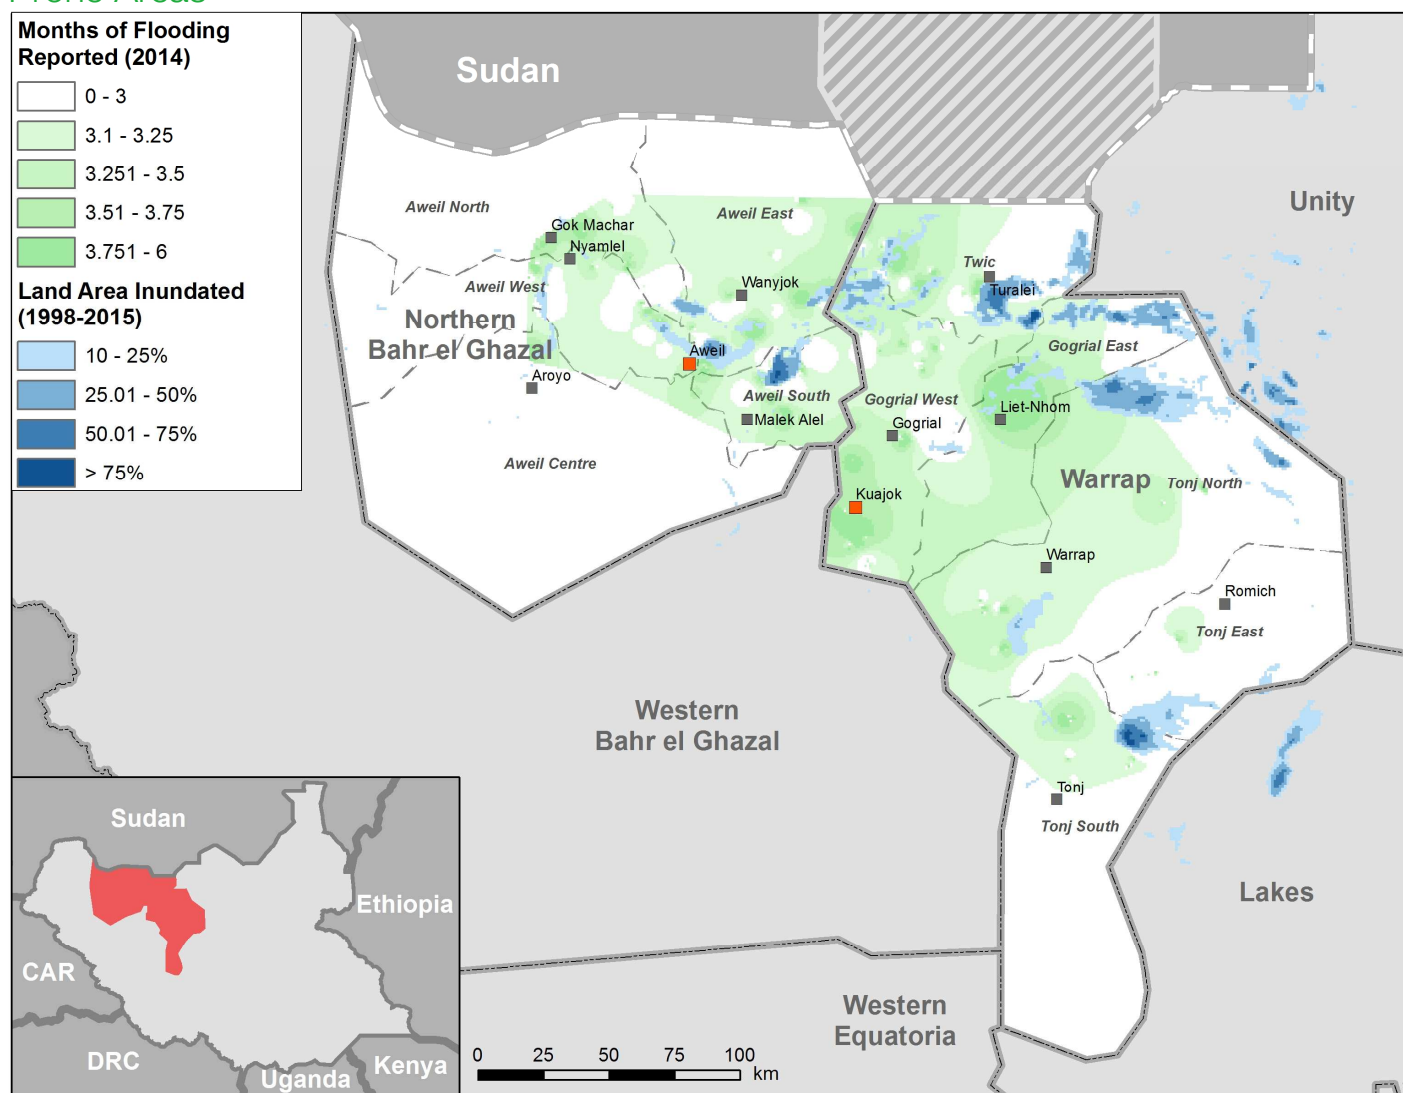 Prone Areas
Months of Flooding
Reported (2014)
0 - 3
3.1 - 3.25
3.251 - 3.5
3.51 - 3.75
3.751 - 6
Land Area Inundated
(1998-2015)
10 - 25%
25.01 - 50%
50.01 - 75%
> 75%
Sudan
Unity
Aweil North
Aweil East
Gok Machar
Nyamlel
Twic
Aweil West
Wanyjok
Turalei
Northern
Bahr el Ghazal
Aweil
Gogrial East
Aroyo
Aweil South
Gogrial West
Liet-Nhom
Malek Alel
Gogrial
Aweil Centre
Warrap
Tonj North
Kuajok
Warrap
Romich
Tonj East
Western
Bahr el Ghazal
Tonj
Tonj South
Lakes
Western
Equatoria
Sudan
Ethiopia
CAR
DRC
Uganda
Kenya
0 25 50 75 100
km